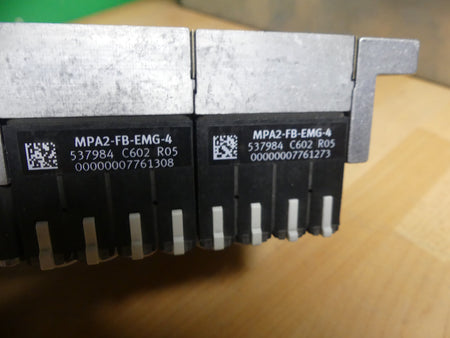 MPA2-FB-EMG-4
537984 C602 R05
00000007761308
MPA2-FB-EMG-4
537984 C602 R05
00000007761273